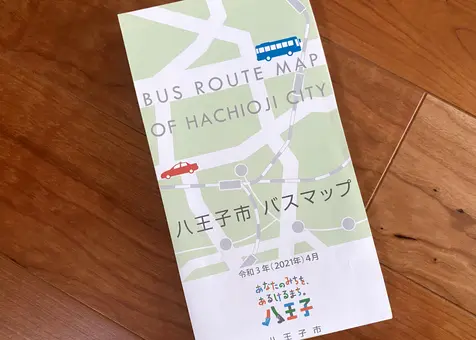 BUS ROUTE MAP
OF HACHIOJI CITY
八王子市 バスマップ
令和3年(2021年)4月
あなたのみちを、
あるけるまち。
八王子
八王子市